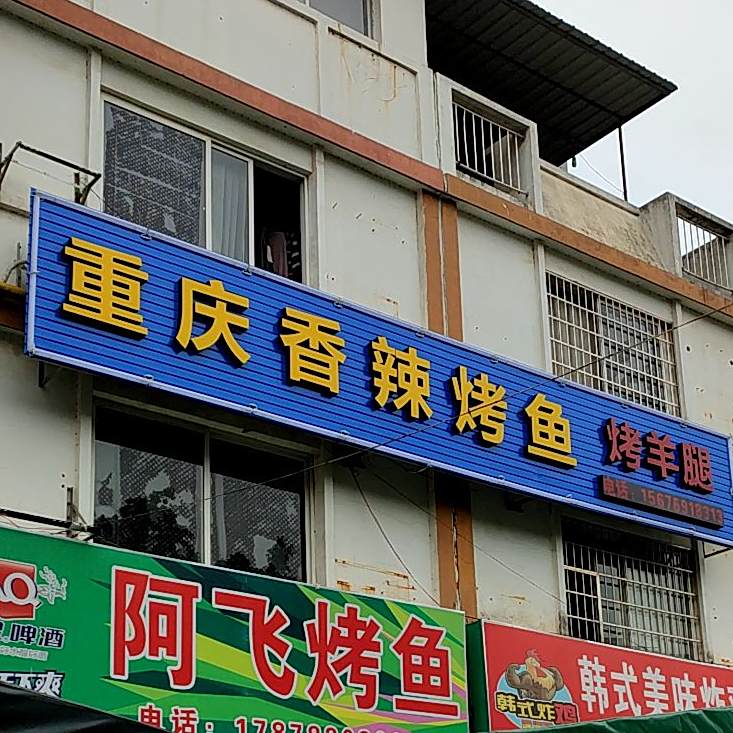 重庆香辣烤鱼
烤羊腿
电话: 15676918313
啤酒
阿飞烤鱼
电话:
韩式炸鸡
韩式美味炸